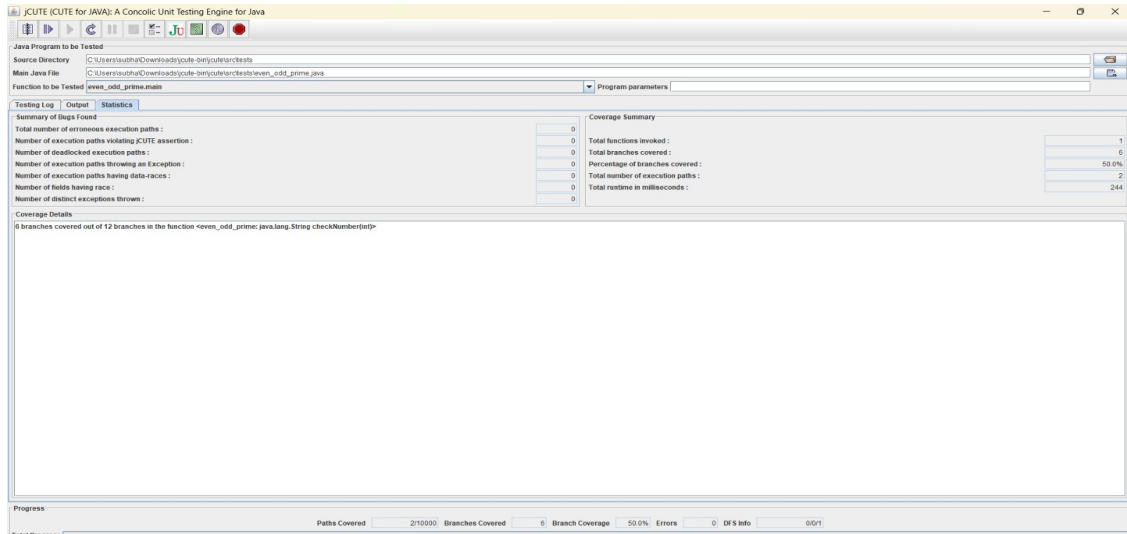 jCUTE (CUTE for JAVA): A Concolic Unit Testing Engine for Java
JU
Java Program to be Tested
Source Directory C:\Users\subha\Downloads\jcute-bin\jcute\src\tests
Main Java File C:\Users\subha\Downloads\jcute-bin\jcute\src\tests\even_odd_prime.java
Function to be Tested even_odd_prime.main Program parameters
Testing Log Output Statistics
Summary of Bugs Found
Total number of erroneous execution paths : 0
Number of execution paths violating jCUTE assertion : 0
Number of deadlocked execution paths : 0
Number of execution paths throwing an Exception : 0
Number of execution paths having data-races : 0
Number of fields having race : 0
Number of distinct exceptions thrown : 0
Coverage Summary
Total functions invoked : 1
Total branches covered : 6
Percentage of branches covered : 50.0%
Total number of execution paths : 2
Total runtime in milliseconds : 244
Coverage Details
6 branches covered out of 12 branches in the function <even_odd_prime: java.lang.String checkNumber(int)>
Progress
Paths Covered 2/10000 Branches Covered 6 Branch Coverage 50.0% Errors 0 DFS Info 0/0/1